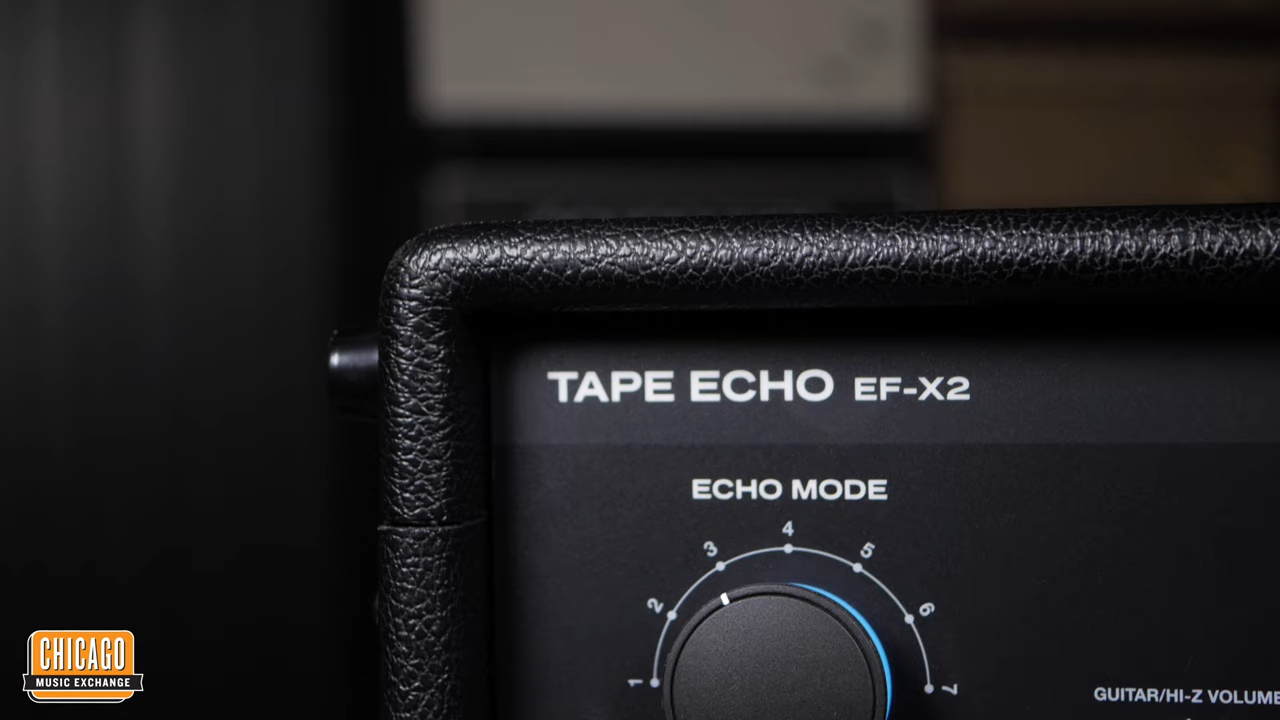 TAPE ECHO EF-X2
ECHO MODE
1 2 3 4 5 6 7
GUITAR/HI-Z VOLUME
CHICAGO
MUSIC EXCHANGE